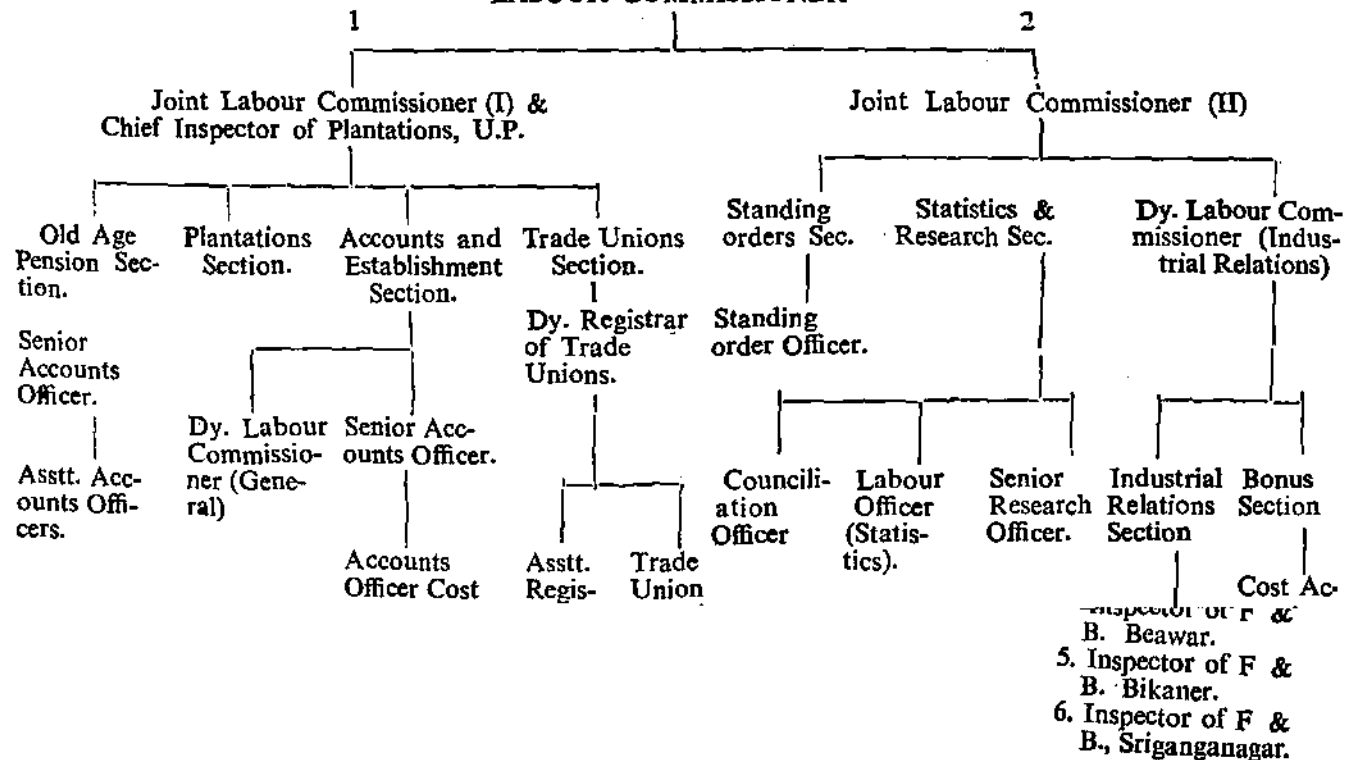 1
2
Joint Labour Commissioner (I) &
Chief Inspector of Plantations, U.P.
Joint Labour Commissioner (II)
Old Age
Pension Sec-
tion.
Plantations
Section.
Accounts and
Establishment
Section.
Trade Unions
Section.
Standing
orders Sec.
Statistics &
Research Sec.
Dy. Labour Com-
missioner (Indus-
trial Relations)
Senior
Accounts
Officer.
Dy. Registrar
of Trade
Unions.
Standing
order Officer.
Asstt. Acc-
ounts Offi-
cers.
Dy. Labour
Commissio-
ner (Gene-
ral)
Senior Acc-
ounts Officer.
Accounts
Officer Cost
Asstt.
Regis-
Trade
Union
Councili-
ation
Officer
Labour
Officer
(Statis-
tics).
Senior
Research
Officer.
Industrial
Relations
Section
Bonus
Section
Cost Ac-
Inspector of F &
B. Beawar.
5. Inspector of F &
B. Bikaner.
6. Inspector of F &
B., Sriganganagar.